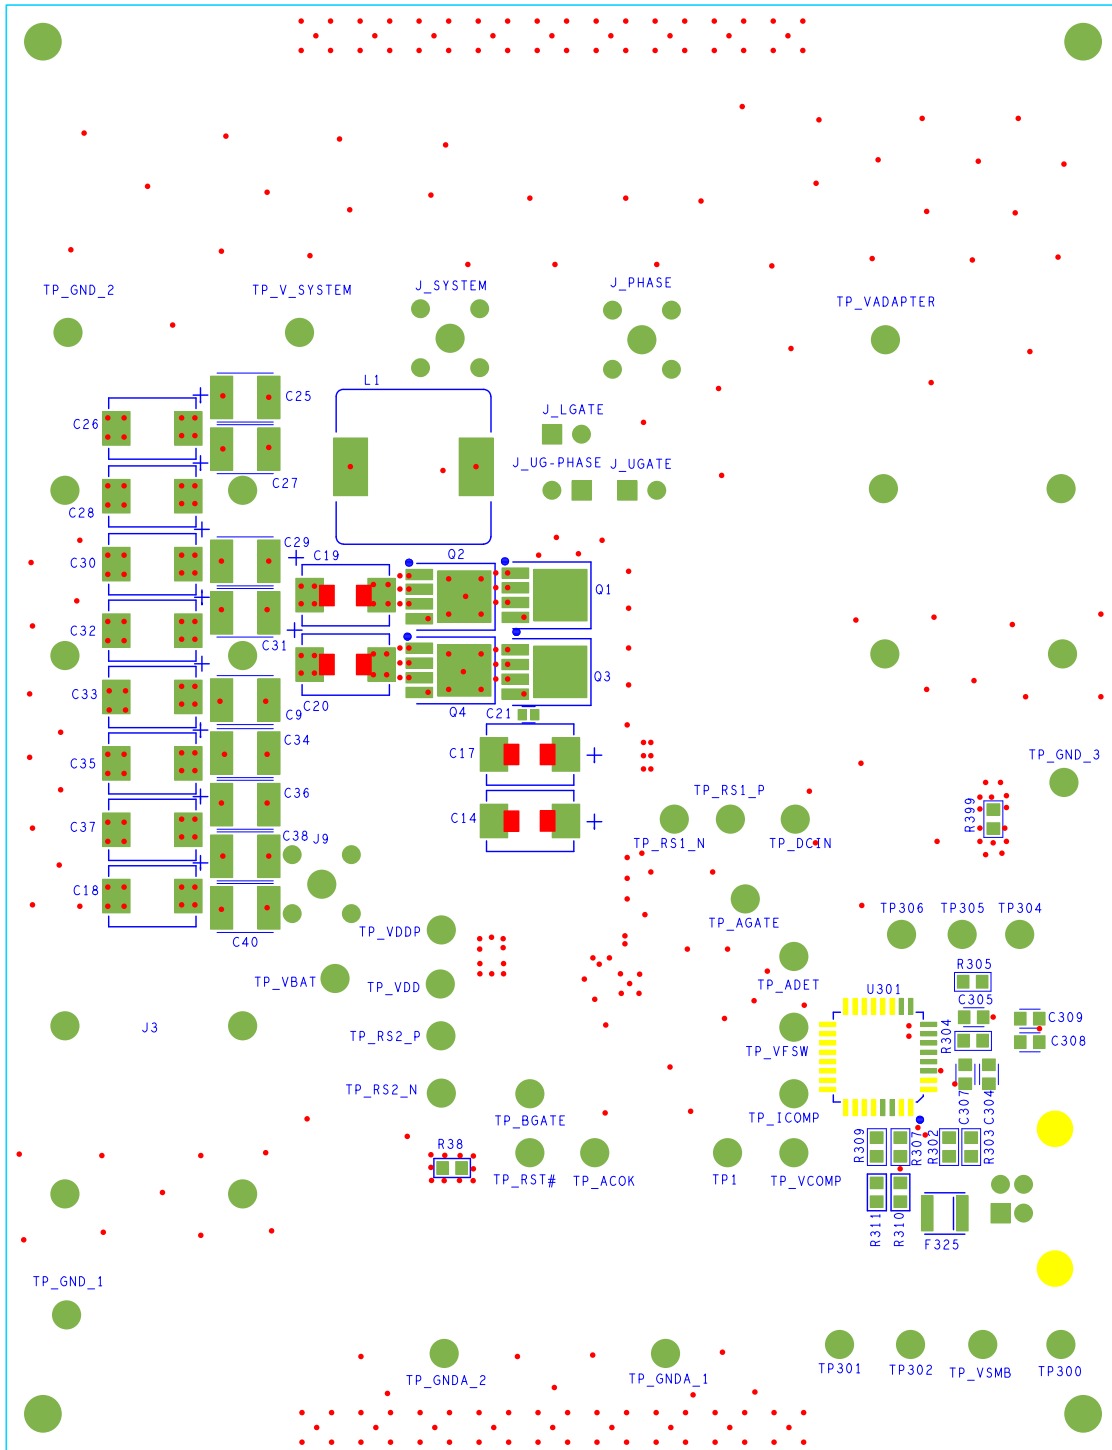 TP_GND_2
TP_V_SYSTEM
J_SYSTEM
J_PHASE
TP_VADAPTER
L1
C25
C26
J_LGATE
J_UG-PHASE
J_UGATE
C27
C28
C29
C30
C19
Q2
Q1
C32
C31
Q3
C33
C9
C20
Q4
C21
C34
C35
C17
TP_GND_3
C36
TP_RS1_P
C37
C14
R399
C38
J9
TP_RS1_N
TP_DCIN
C18
TP306
TP305
TP304
TP_AGATE
TP_VDDP
C40
R305
TP_VBAT
TP_VDD
TP_ADET
U301
C305
C309
J3
TP_RS2_P
TP_VFSW
R304
C308
TP_RS2_N
C307
C304
TP_BGATE
TP_ICOMP
R38
R309
R307
R302
R303
TP_RST#
TP_ACOK
TP1
TP_VCOMP
R311
R310
F325
TP_GND_1
TP_GNDA_2
TP_GNDA_1
TP301
TP302
TP_VSMB
TP300